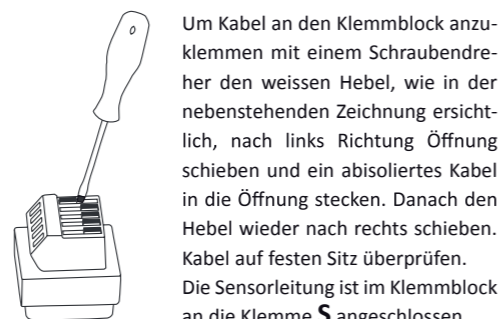 Um Kabel an den Klemmblock anzu-
klemmen mit einem Schraubendre-
her den weissen Hebel, wie in der
nebenstehenden Zeichnung ersicht-
lich, nach links Richtung Öffnung
schieben und ein abisoliertes Kabel
in die Öffnung stecken. Danach den
Hebel wieder nach rechts schieben.
Kabel auf festen Sitz überprüfen.
Die Sensorleitung ist im Klemmblock
an die Klemme S angeschlossen